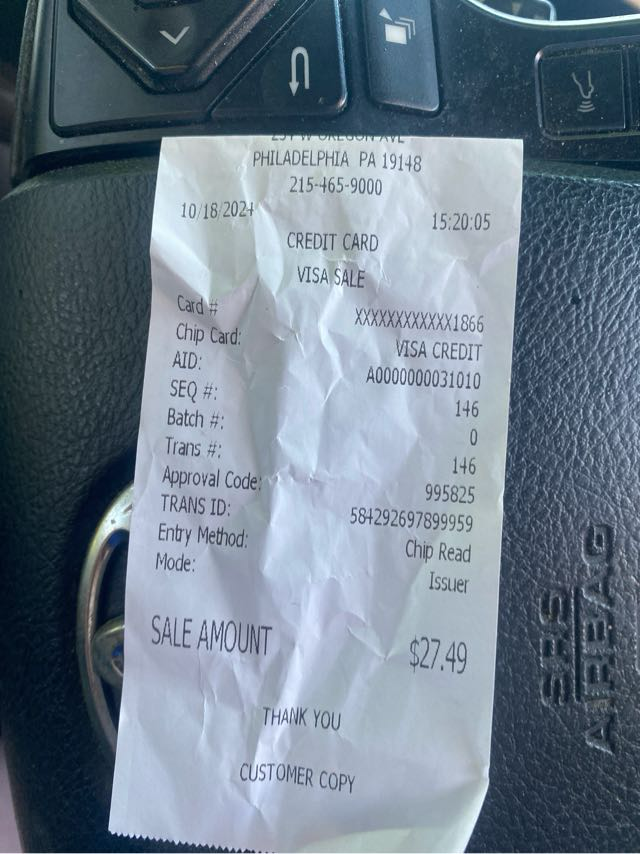 OREGON AVE
PHILADELPHIA PA 19148
215-465-9000
10/18/2024 15:20:05
CREDIT CARD
VISA SALE
Card # XXXXXXXXXXXX1866
Chip Card: VISA CREDIT
AID: A0000000031010
SEQ #: 146
Batch #: 0
Trans #: 146
Approval Code: 995825
TRANS ID: 584292697899959
Entry Method: Chip Read
Mode: Issuer
SALE AMOUNT $27.49
THANK YOU
CUSTOMER COPY
SRS
AIRBAG